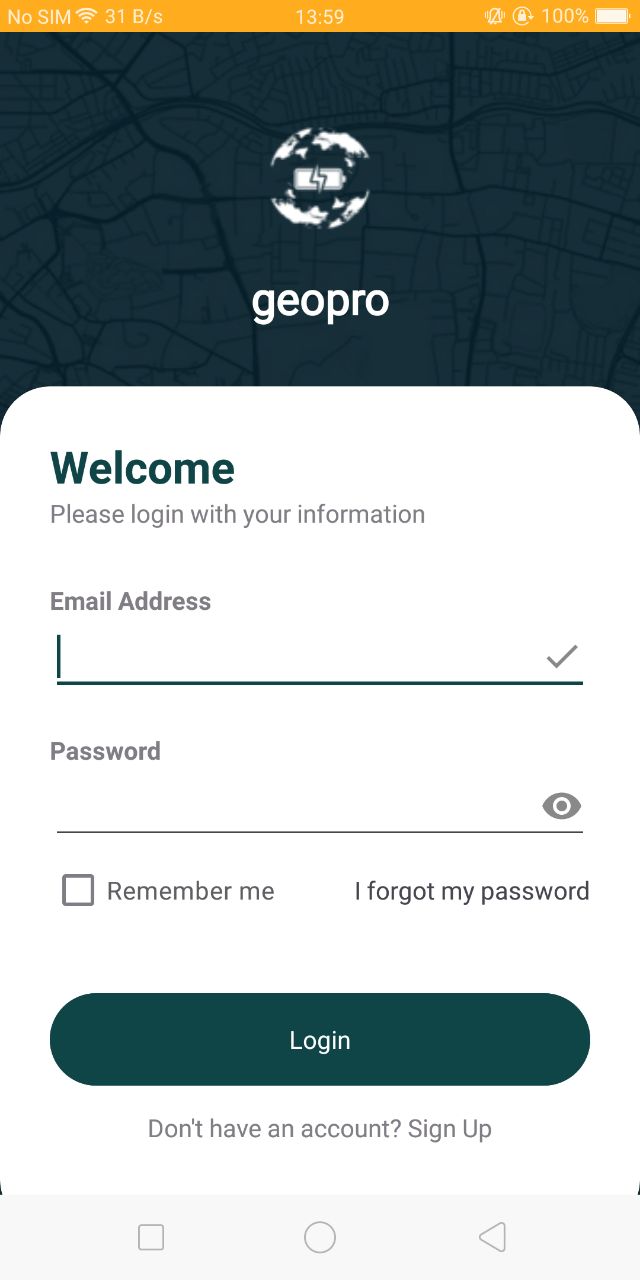 No SIM 31 B/s 13:59 100%
geopro
Welcome
Please login with your information
Email Address
Password
Remember me I forgot my password
Login
Don't have an account? Sign Up